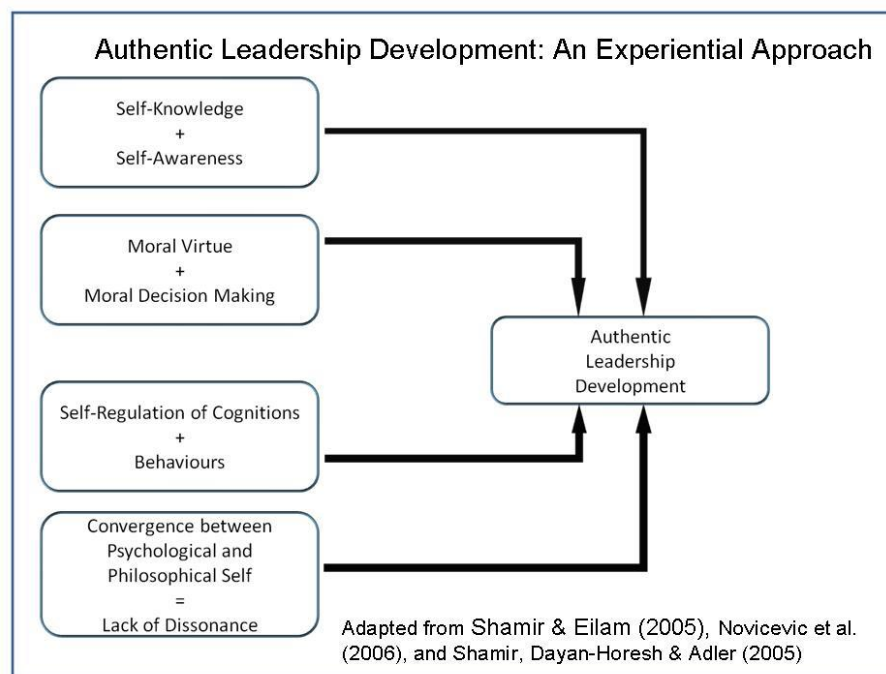 Authentic Leadership Development: An Experiential Approach
Self-Knowledge
+
Self-Awareness
Moral Virtue
+
Moral Decision Making
Self-Regulation of Cognitions
+
Behaviours
Convergence between
Psychological and
Philosophical Self
=
Lack of Dissonance
Authentic
Leadership
Development
Adapted from Shamir & Eilam (2005), Novicevic et al.
(2006), and Shamir, Dayan-Horesh & Adler (2005)